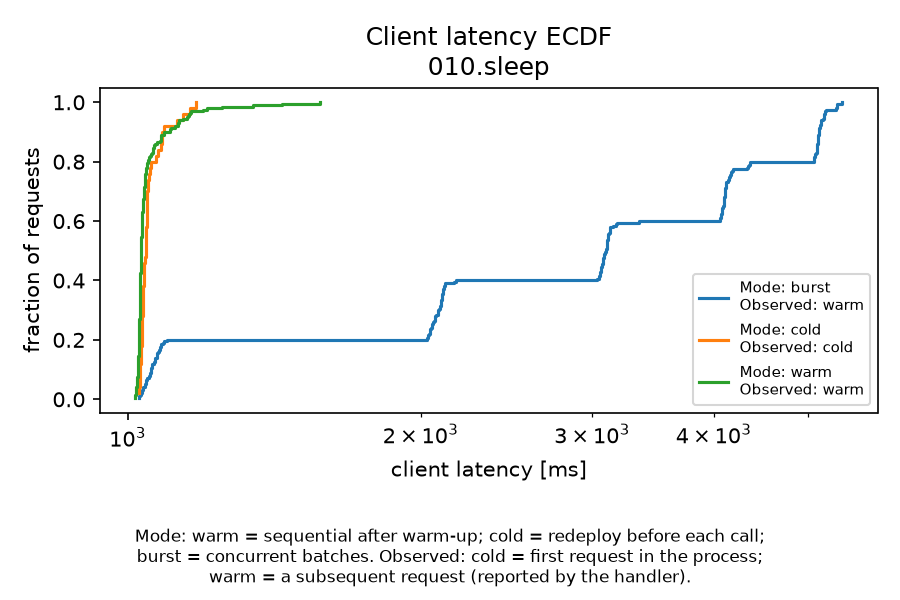 Client latency ECDF
010.sleep
fraction of requests
1.0
0.8
0.6
0.4
0.2
0.0
Mode: burst
Observed: warm
Mode: cold
Observed: cold
Mode: warm
Observed: warm
10³
2 × 10³
3 × 10³
4 × 10³
client latency [ms]
Mode: warm = sequential after warm-up; cold = redeploy before each call;
burst = concurrent batches. Observed: cold = first request in the process;
warm = a subsequent request (reported by the handler).